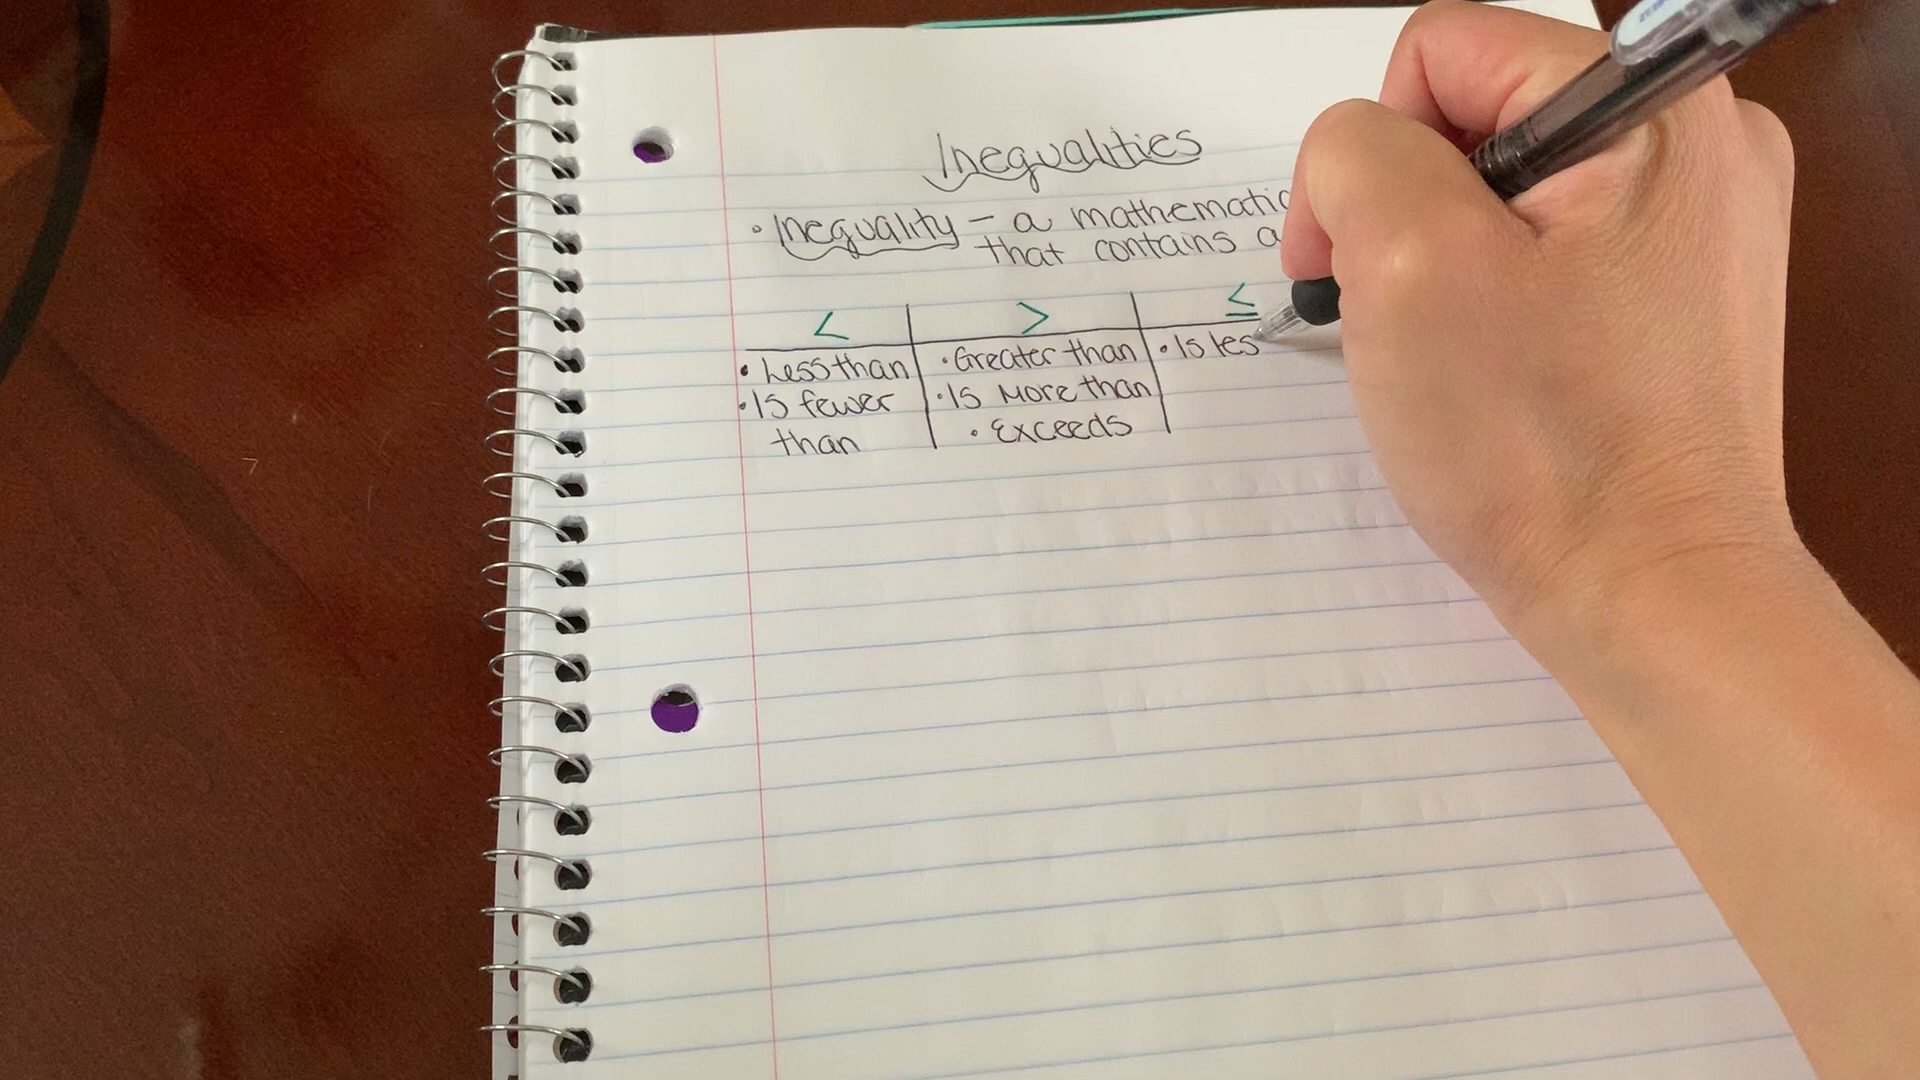 Inequalities
• Inequality – a mathematic
that contains a
< > ≤
• Less than • Greater than • Is les
• Is fewer • Is More than
than • Exceeds